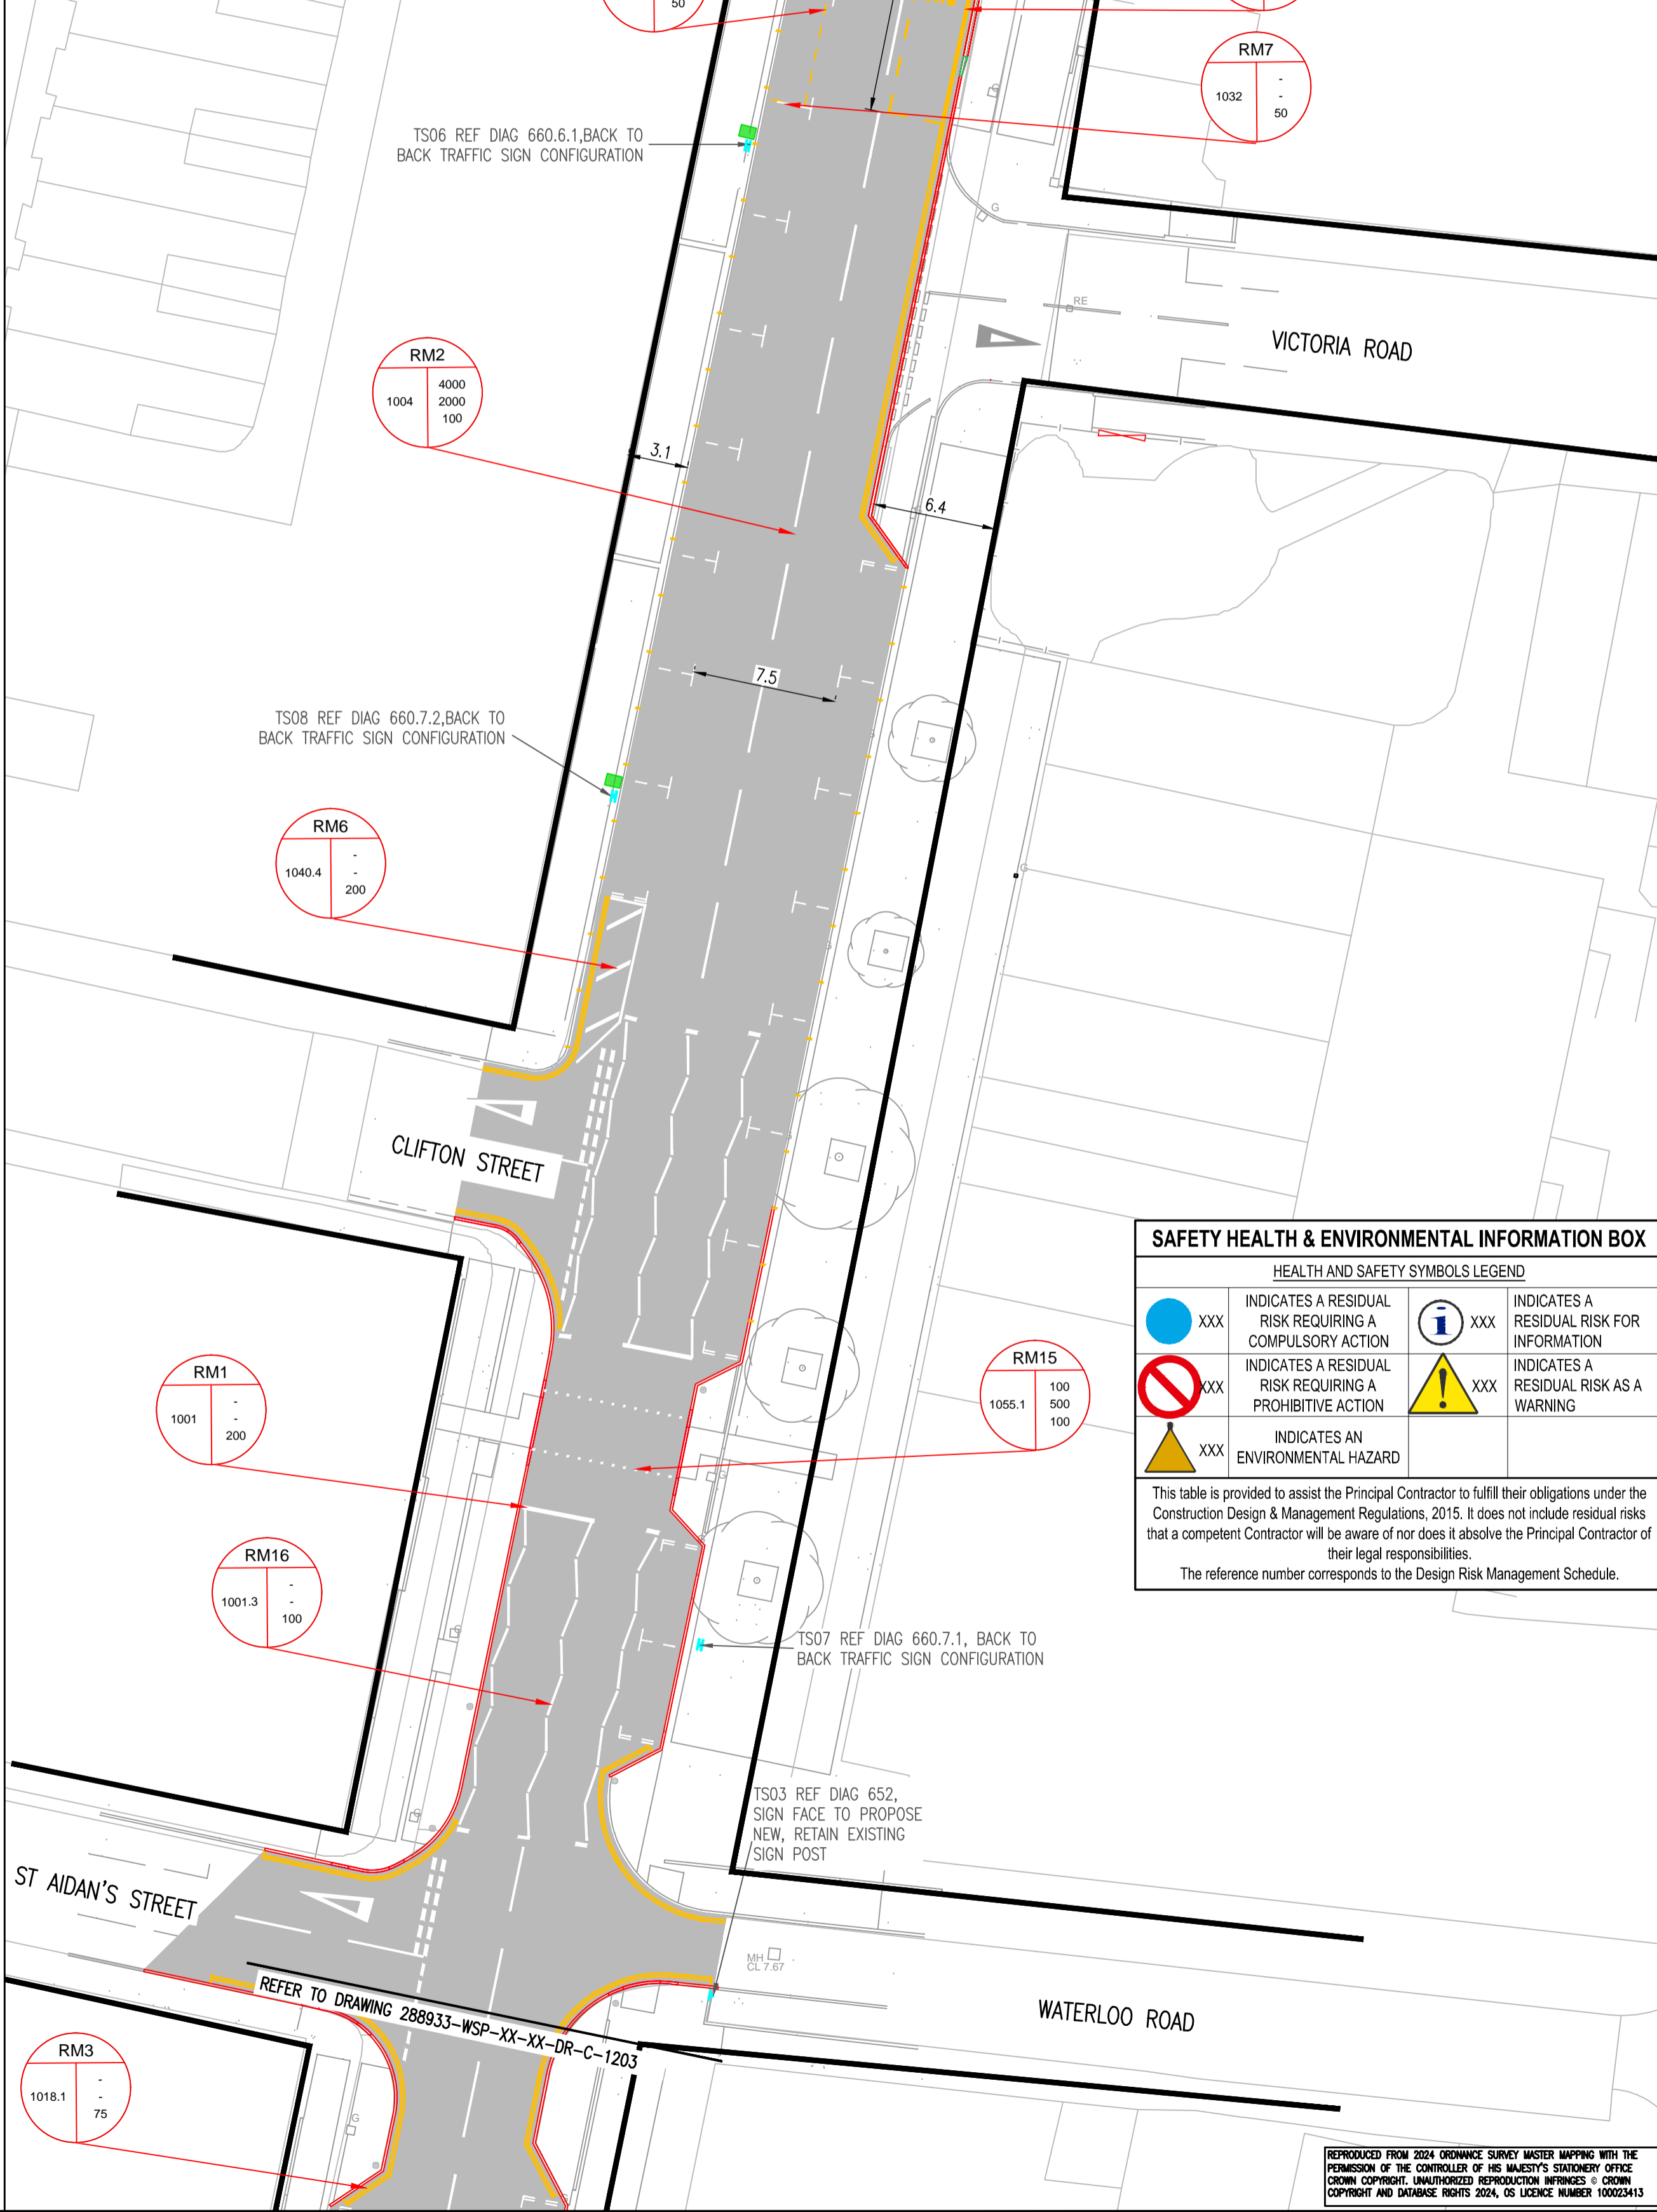 50
RM7
1032
-
-
50
TS06 REF DIAG 660.6.1,BACK TO
BACK TRAFFIC SIGN CONFIGURATION
G
G
RE
VICTORIA ROAD
RM2
1004
4000
2000
100
3.1
6.4
7.5
TS08 REF DIAG 660.7.2,BACK TO
BACK TRAFFIC SIGN CONFIGURATION
RM6
1040.4
-
-
200
G
CLIFTON STREET
SAFETY HEALTH & ENVIRONMENTAL INFORMATION BOX
HEALTH AND SAFETY SYMBOLS LEGEND
XXX
INDICATES A RESIDUAL
RISK REQUIRING A
COMPULSORY ACTION
i
XXX
INDICATES A
RESIDUAL RISK FOR
INFORMATION
XXX
INDICATES A RESIDUAL
RISK REQUIRING A
PROHIBITIVE ACTION
!
XXX
INDICATES A
RESIDUAL RISK AS A
WARNING
XXX
INDICATES AN
ENVIRONMENTAL HAZARD
This table is provided to assist the Principal Contractor to fulfill their obligations under the
Construction Design & Management Regulations, 2015. It does not include residual risks
that a competent Contractor will be aware of nor does it absolve the Principal Contractor of
their legal responsibilities.
The reference number corresponds to the Design Risk Management Schedule.
RM1
1001
-
-
200
RM15
1055.1
100
500
100
G
RM16
1001.3
-
-
100
G
TS07 REF DIAG 660.7.1, BACK TO
BACK TRAFFIC SIGN CONFIGURATION
TS03 REF DIAG 652,
SIGN FACE TO PROPOSE
NEW, RETAIN EXISTING
SIGN POST
G
ST AIDAN'S STREET
MH
CL 7.67
REFER TO DRAWING 288933-WSP-XX-XX-DR-C-1203
WATERLOO ROAD
RM3
1018.1
-
-
75
G
REPRODUCED FROM 2024 ORDNANCE SURVEY MASTER MAPPING WITH THE
PERMISSION OF THE CONTROLLER OF HIS MAJESTY'S STATIONERY OFFICE
CROWN COPYRIGHT. UNAUTHORIZED REPRODUCTION INFRINGES © CROWN
COPYRIGHT AND DATABASE RIGHTS 2024, OS LICENCE NUMBER 100023413